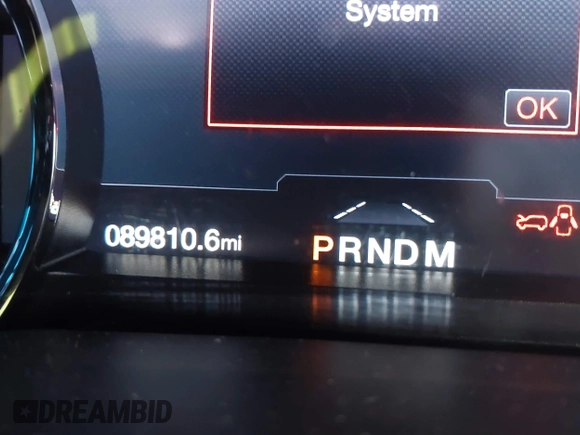 System
OK
089810.6mi
PRNDM
DREAMBID